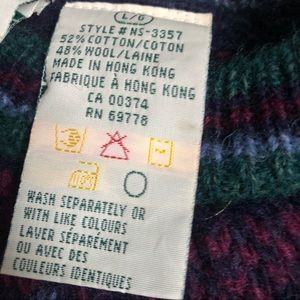 L/G
STYLE # NS-3357
52% COTTON/COTON
48% WOOL/LAINE
MADE IN HONG KONG
FABRIQUE À HONG KONG
CA 00374
RN 69778
WASH SEPARATELY OR
WITH LIKE COLOURS
LAVER SÉPARÉMENT
OU AVEC DES
COULEURS IDENTIQUES